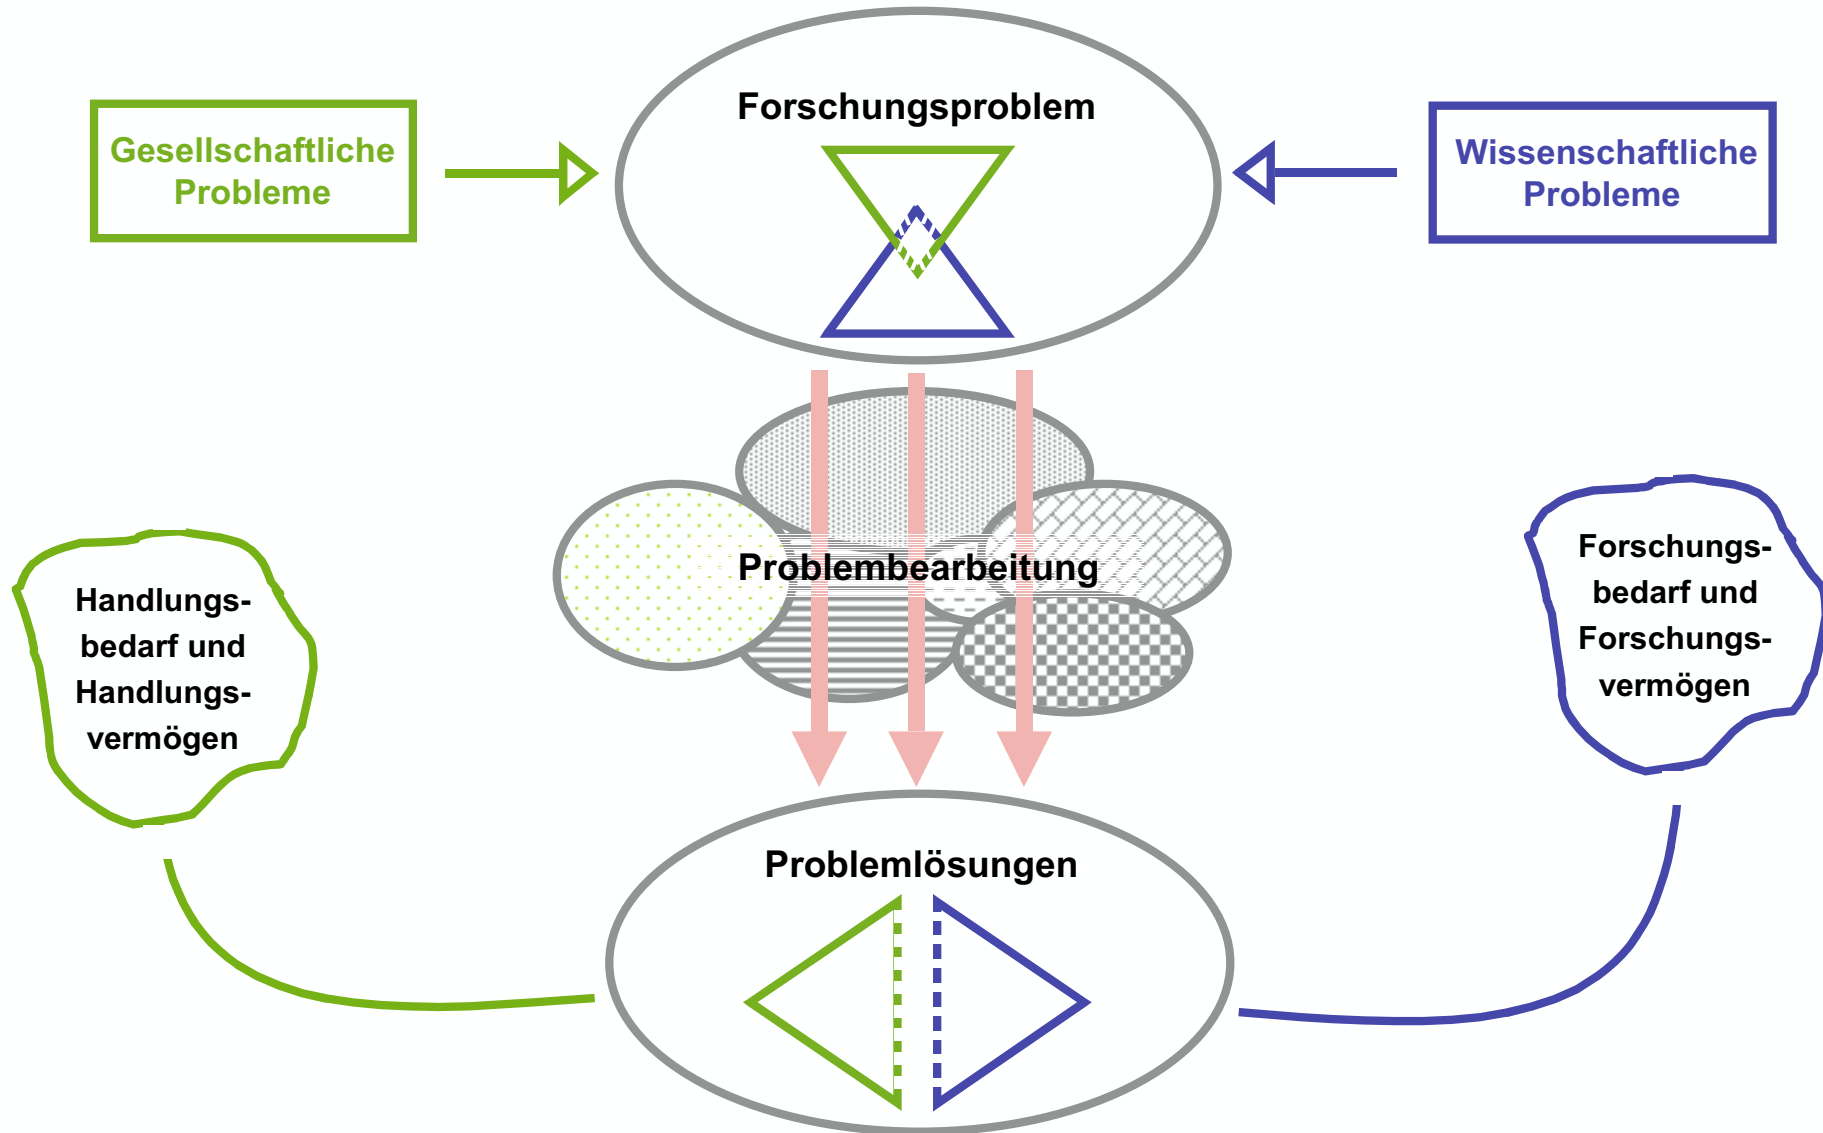 Forschungsproblem
Gesellschaftliche
Probleme
Wissenschaftliche
Probleme
Problembearbeitung
Handlungs-
bedarf und
Handlungs-
vermögen
Forschungs-
bedarf und
Forschungs-
vermögen
Problemlösungen